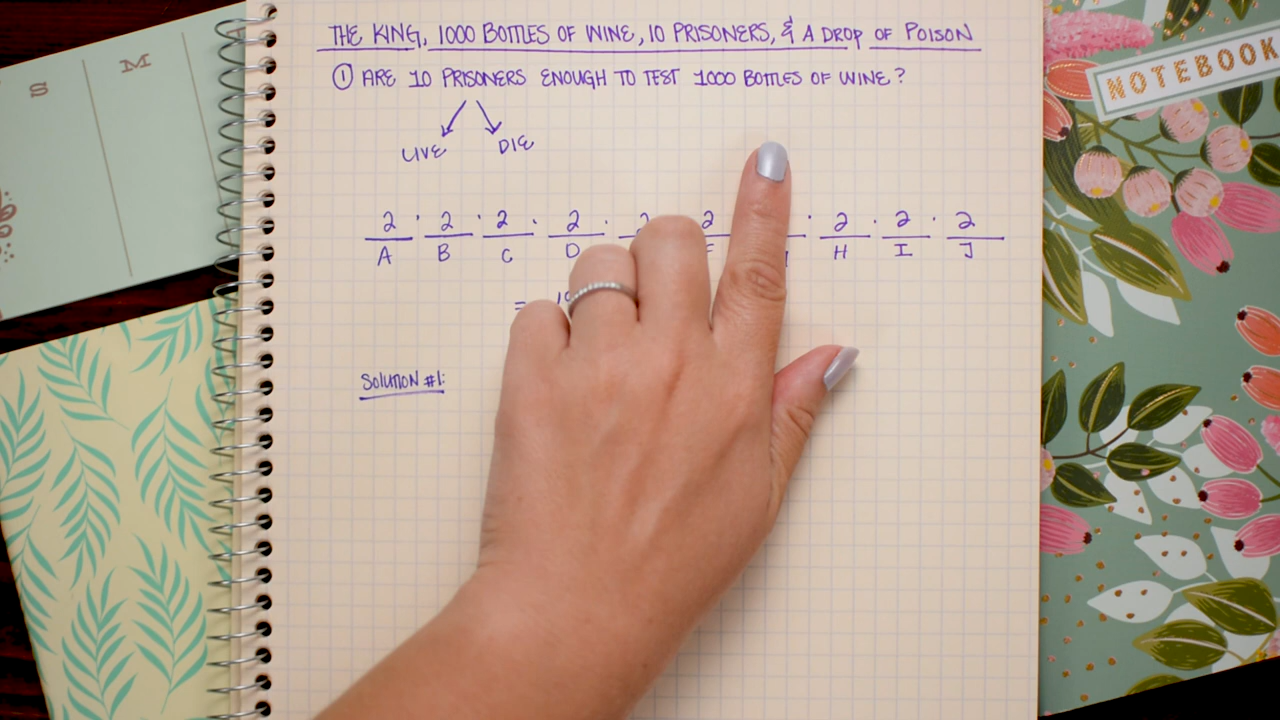 S M
THE KING, 1000 BOTTLES OF WINE, 10 PRISONERS, & A DROP OF POISON
① ARE 10 PRISONERS ENOUGH TO TEST 1000 BOTTLES OF WINE?
LIVE DIE
2 · 2 · 2 · 2 · 2 2 · 2 · 2 · 2
A B C D F H I J
=
SOLUTION #1:
NOTEBOOK